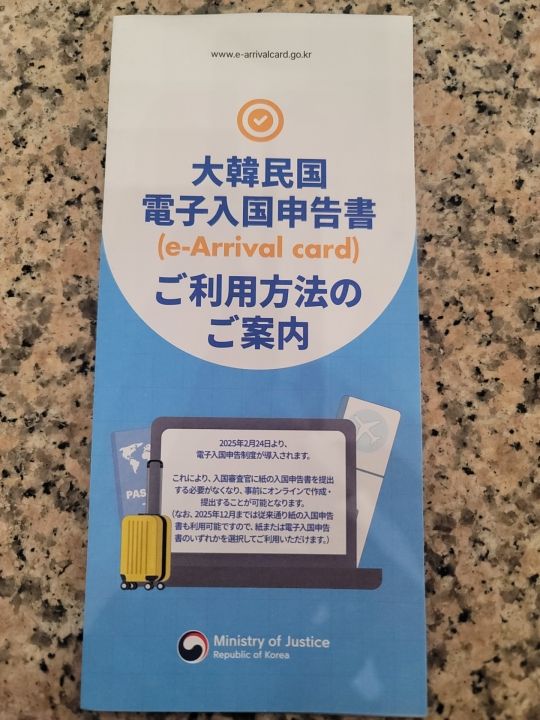 www.e-arrivalcard.go.kr
大韓民国
電子入国申告書
(e-Arrival card)
ご利用方法の
ご案内
2025年2月24日より、
電子入国申告制度が導入されます。
これにより、入国審査官に紙の入国申告書を提出
する必要がなくなり、事前にオンラインで作成・
提出することが可能となります。
(なお、2025年12月までは従来通り紙の入国申告
書も利用可能ですので、紙または電子入国申告
書のいずれかを選択してご利用いただけます。)
PAS
Ministry of Justice
Republic of Korea